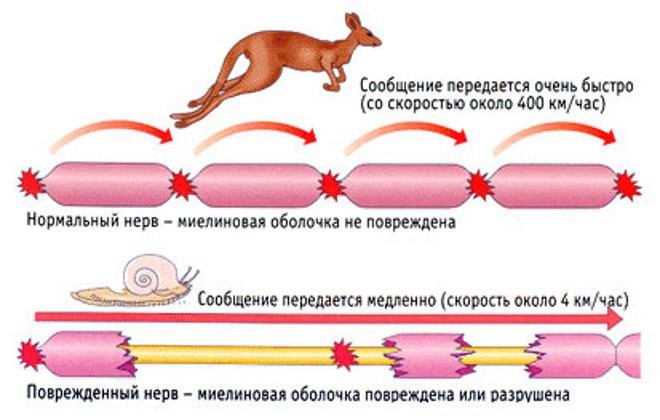 Сообщение передается очень быстро
(со скоростью около 400 км/час)
Нормальный нерв – миелиновая оболочка не повреждена
Сообщение передается медленно (скорость около 4 км/час)
Поврежденный нерв – миелиновая оболочка повреждена или разрушена